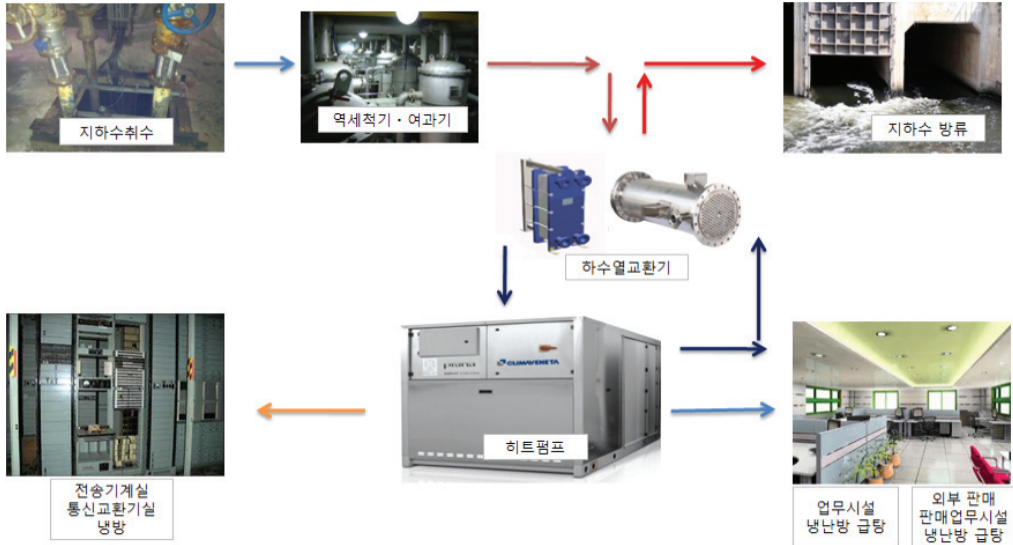 지하수취수
역세척기・여과기
지하수 방류
하수열교환기
CLIMAVENETA
히트펌프
전송기계실
통신교환기실
냉방
업무시설
냉난방 급탕
외부 판매
판매업무시설
냉난방 급탕